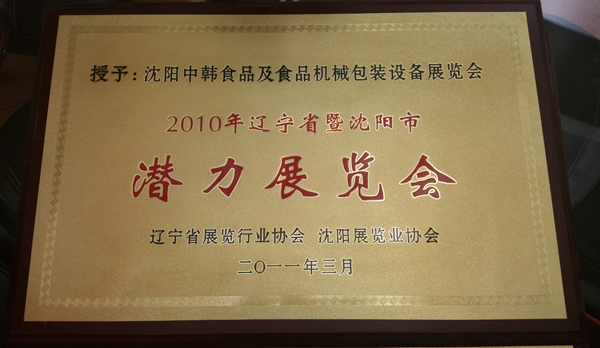 授予：沈阳中韩食品及食品机械包装设备展览会
2010年辽宁省暨沈阳市
潜力展览会
辽宁省展览行业协会 沈阳展览业协会
二〇一一年三月